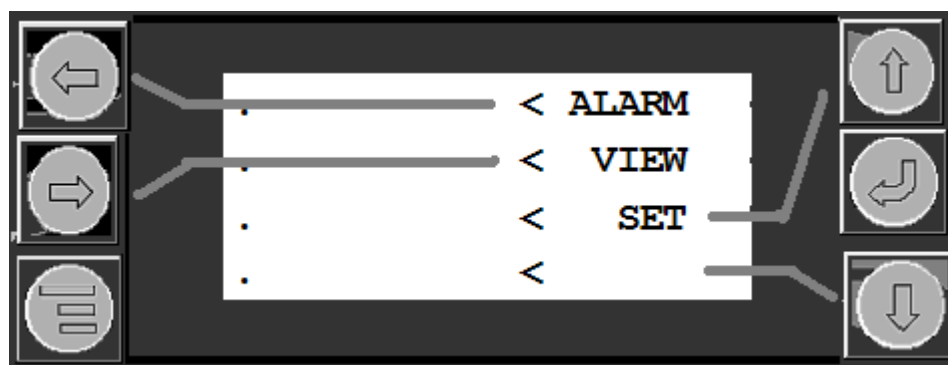 . < ALARM
. < VIEW
. < SET
. <